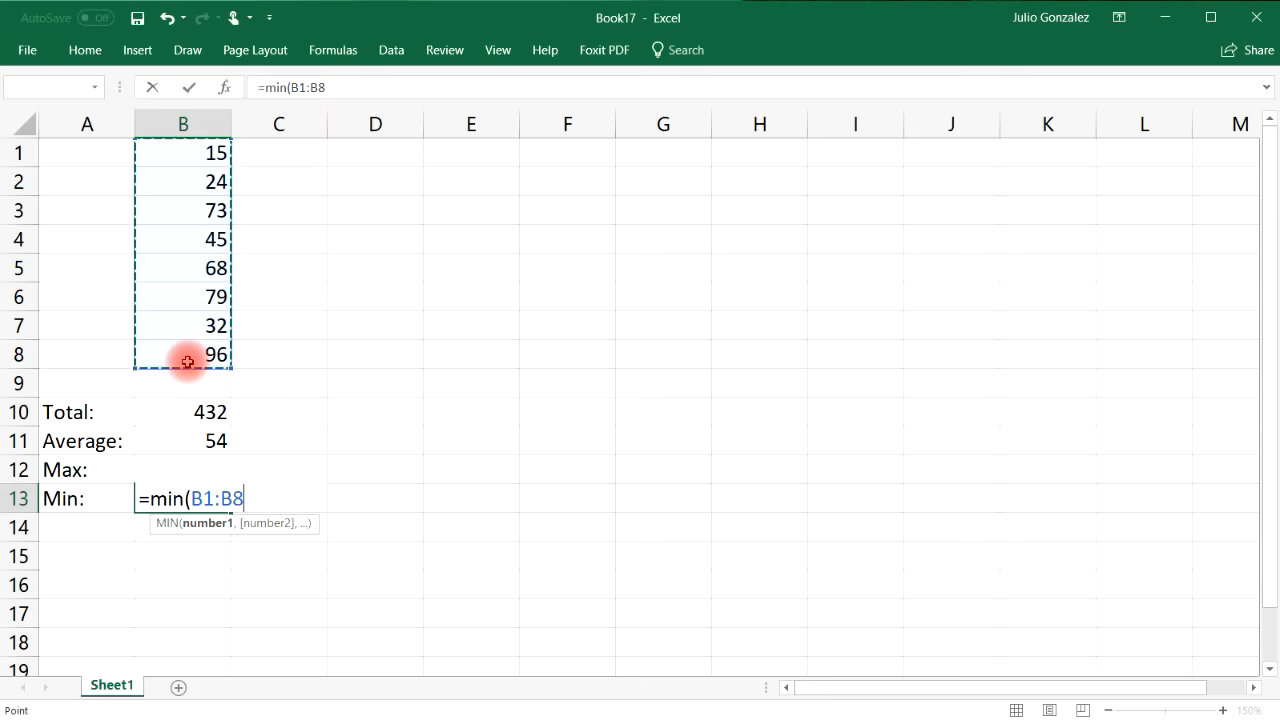 AutoSave Off Book17 - Excel Julio Gonzalez
File Home Insert Draw Page Layout Formulas Data Review View Help Foxit PDF Search Share
fx =min(B1:B8
A B C D E F G H I J K L M
1 15
2 24
3 73
4 45
5 68
6 79
7 32
8 96
9
10 Total: 432
11 Average: 54
12 Max:
13 Min: =min(B1:B8
MIN(number1, [number2], ...)
14
15
16
17
18
19
Sheet1
Point 150%